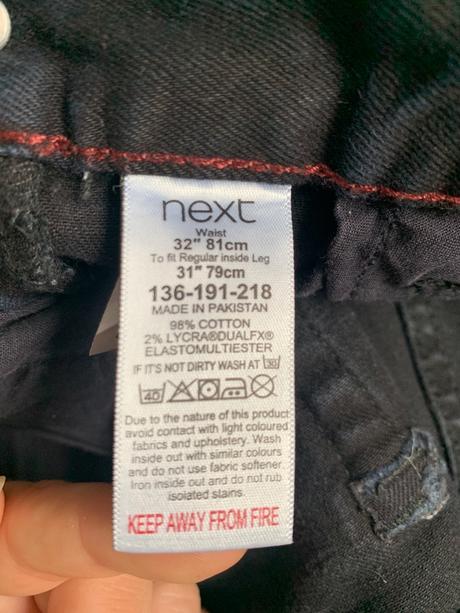 next
Waist
32" 81cm
To fit Regular inside Leg
31" 79cm
136-191-218
MADE IN PAKISTAN
98% COTTON
2% LYCRA®DUALFX®
ELASTOMULTIESTER
IF IT'S NOT DIRTY WASH AT 30
40
Due to the nature of this product
avoid contact with light coloured
fabrics and upholstery. Wash
inside out with similar colours
and do not use fabric softener.
Iron inside out and do not rub
isolated stains.
KEEP AWAY FROM FIRE